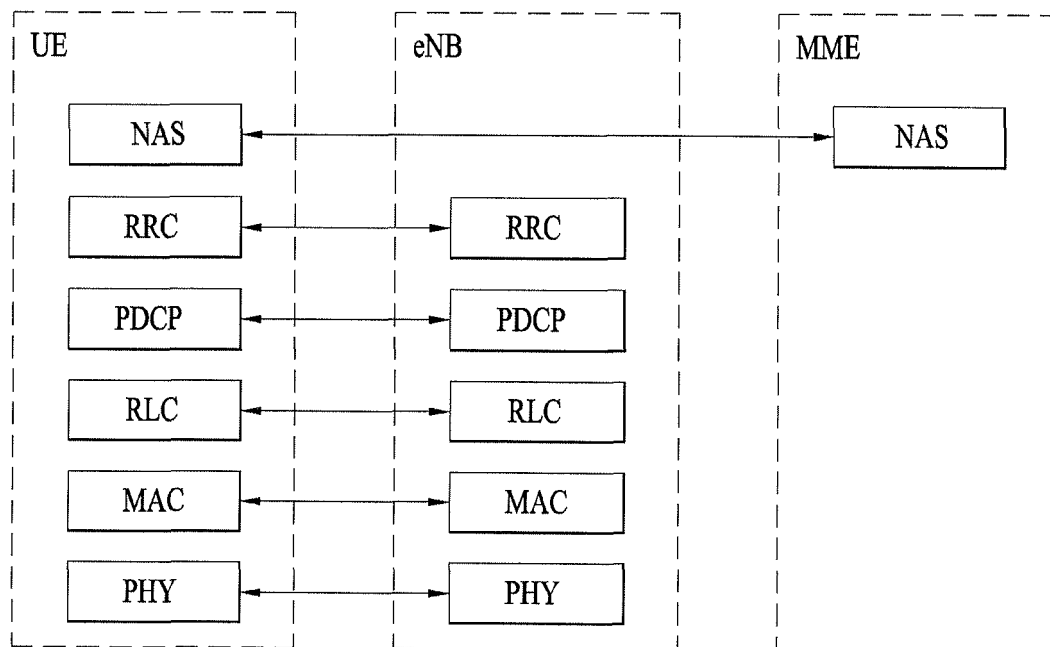 UE eNB MME
NAS NAS
RRC RRC
PDCP PDCP
RLC RLC
MAC MAC
PHY PHY